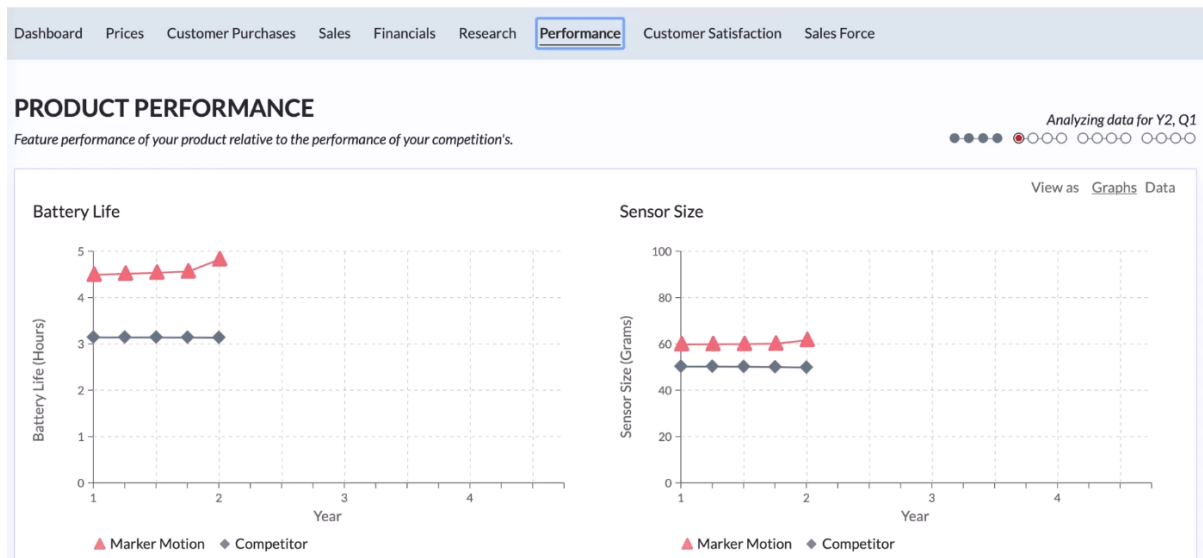 Dashboard Prices Customer Purchases Sales Financials Research Performance Customer Satisfaction Sales Force
PRODUCT PERFORMANCE
Feature performance of your product relative to the performance of your competition's.
Analyzing data for Y2, Q1
View as Graphs Data
Battery Life
5
4
3
2
1
0
Battery Life (Hours)
1 2 3 4
Year
Marker Motion Competitor
Sensor Size
100
80
60
40
20
0
Sensor Size (Grams)
1 2 3 4
Year
Marker Motion Competitor